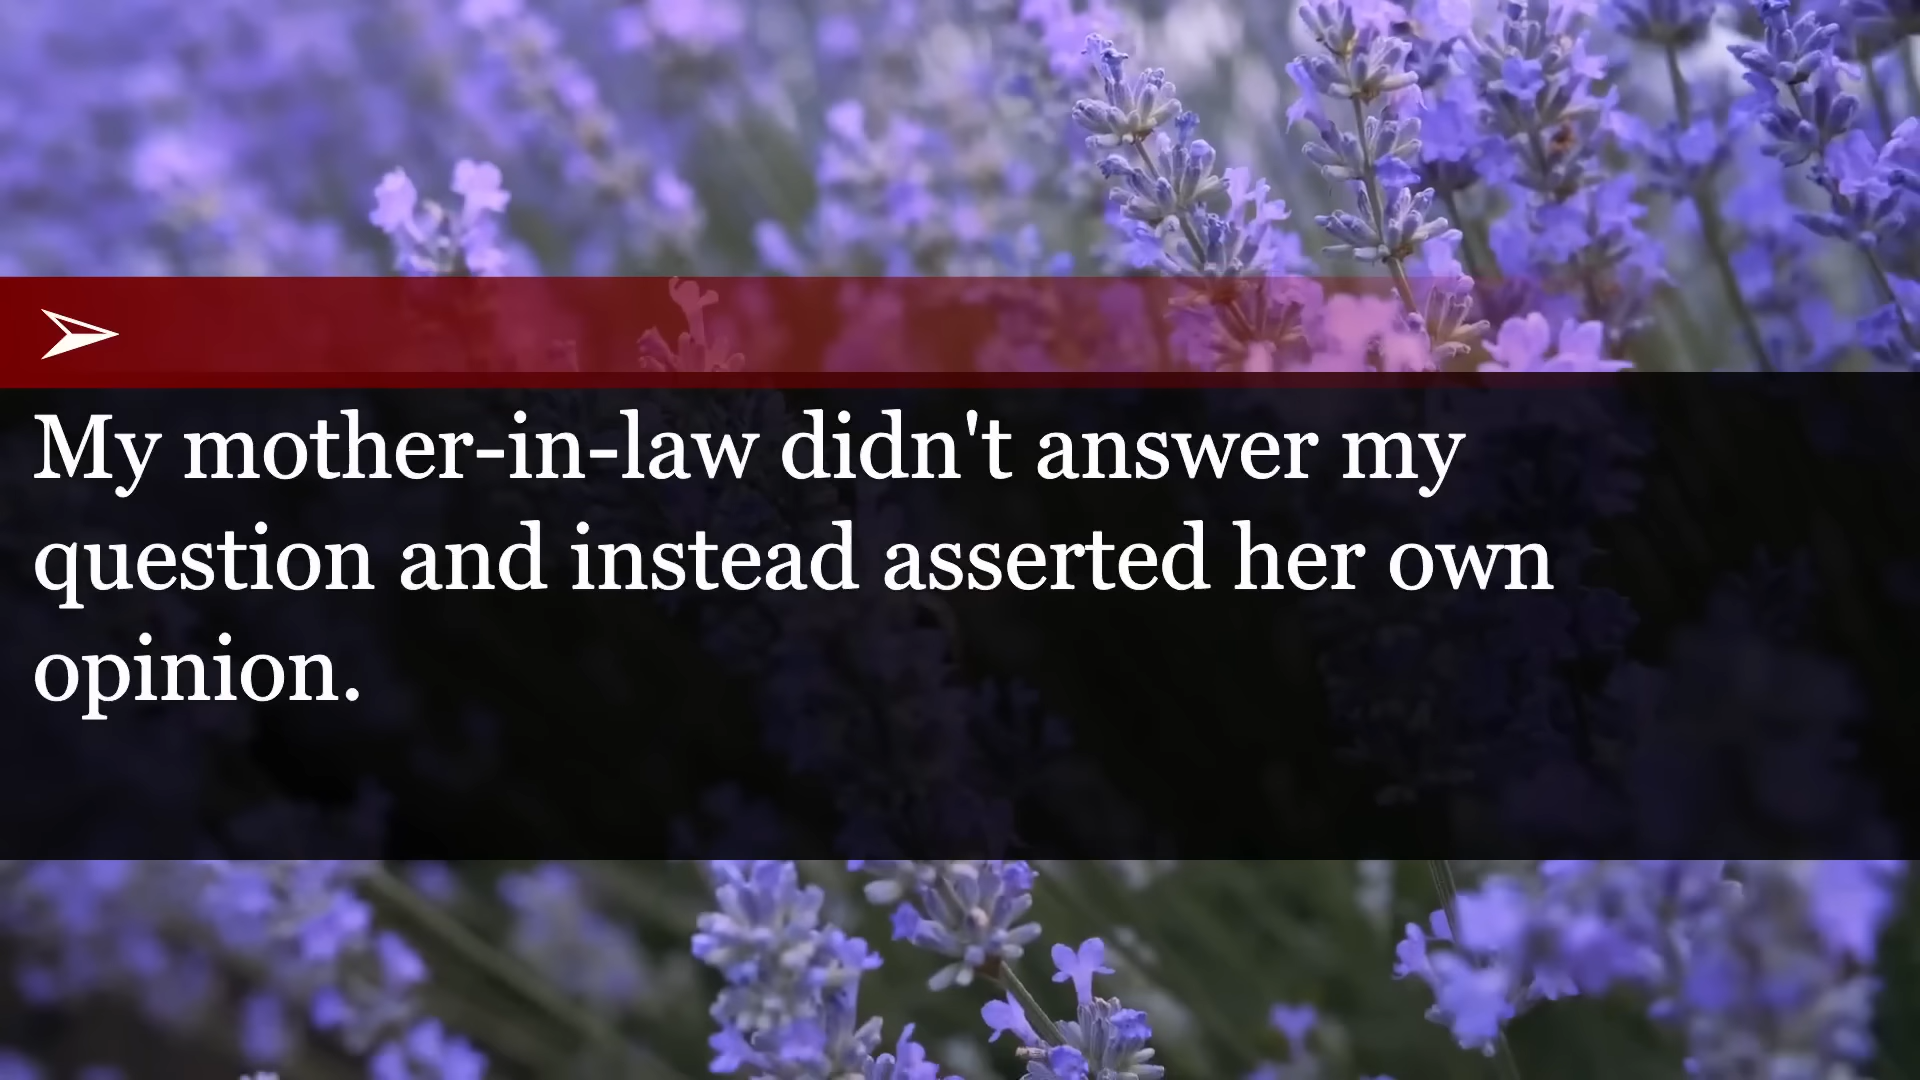 My mother-in-law didn't answer my
question and instead asserted her own
opinion.